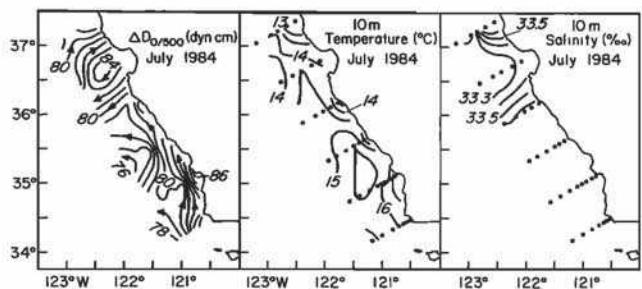 37°
36°
35°
34°
ΔD0/500 (dyn cm)
July 1984
80
84
80
76
80
86
78
123°W 122° 121°
10m
Temperature (°C)
July 1984
13
14
14
14
15
16
123°W 122° 121°
10m
Salinity (‰)
July 1984
33.5
33.3
33.5
123°W 122° 121°